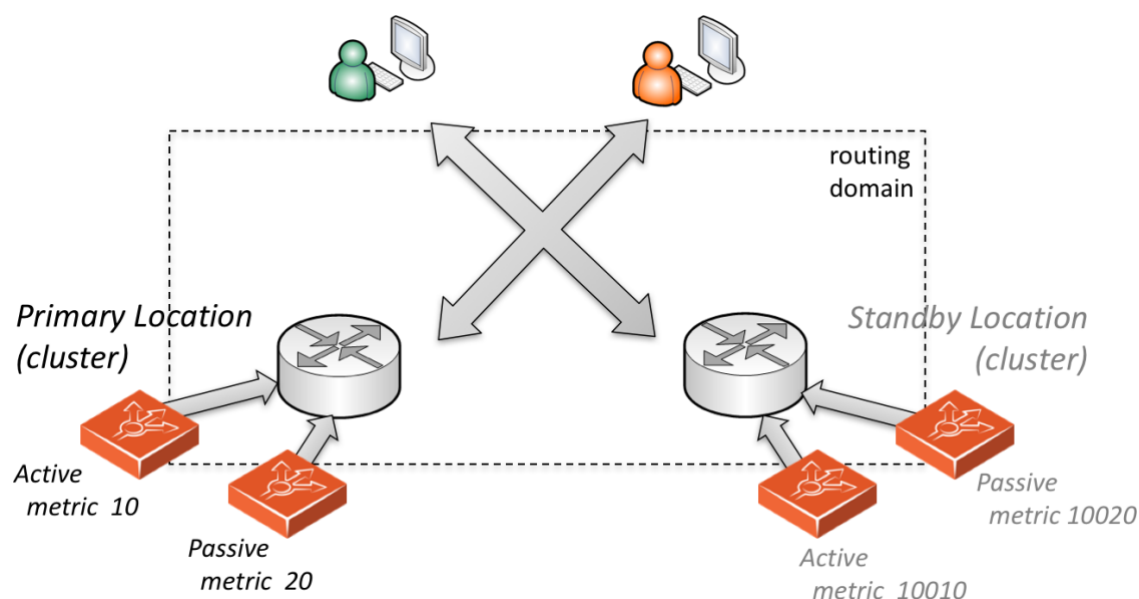 routing
domain
Primary Location
(cluster)
Standby Location
(cluster)
Active
metric 10
Passive
metric 20
Active
metric 10010
Passive
metric 10020